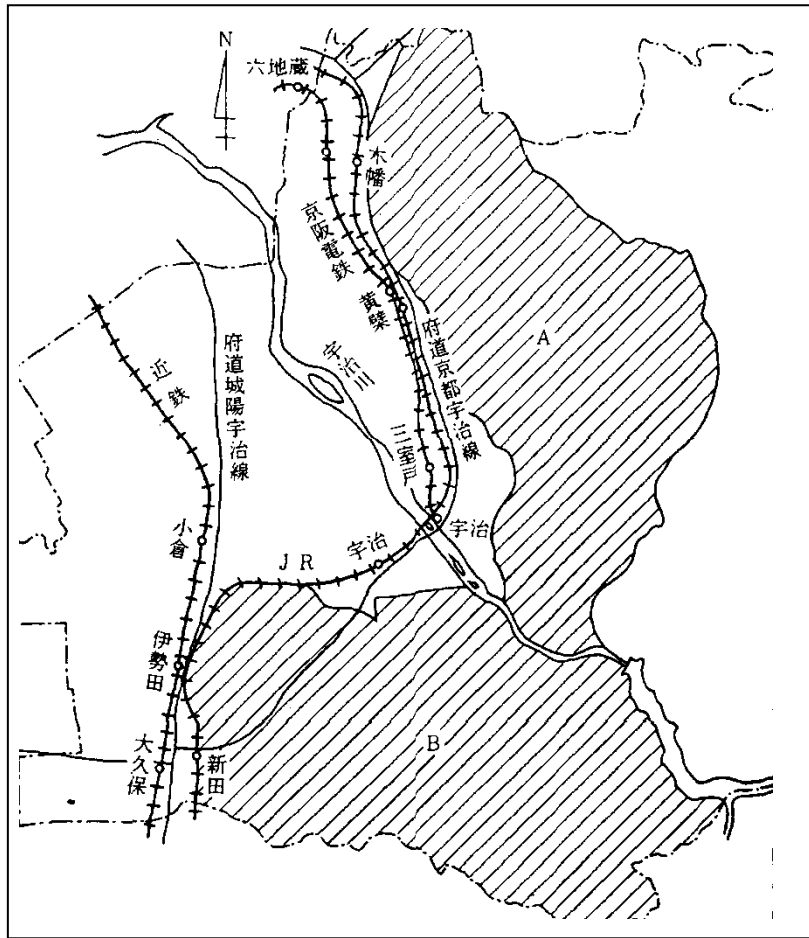 N
六地蔵
木幡
京阪電鉄
黄檗
府道京都宇治線
A
宇治川
府道城陽宇治線
近鉄
三室戸
小倉
宇治
JR
宇治
伊勢田
B
大久保
新田